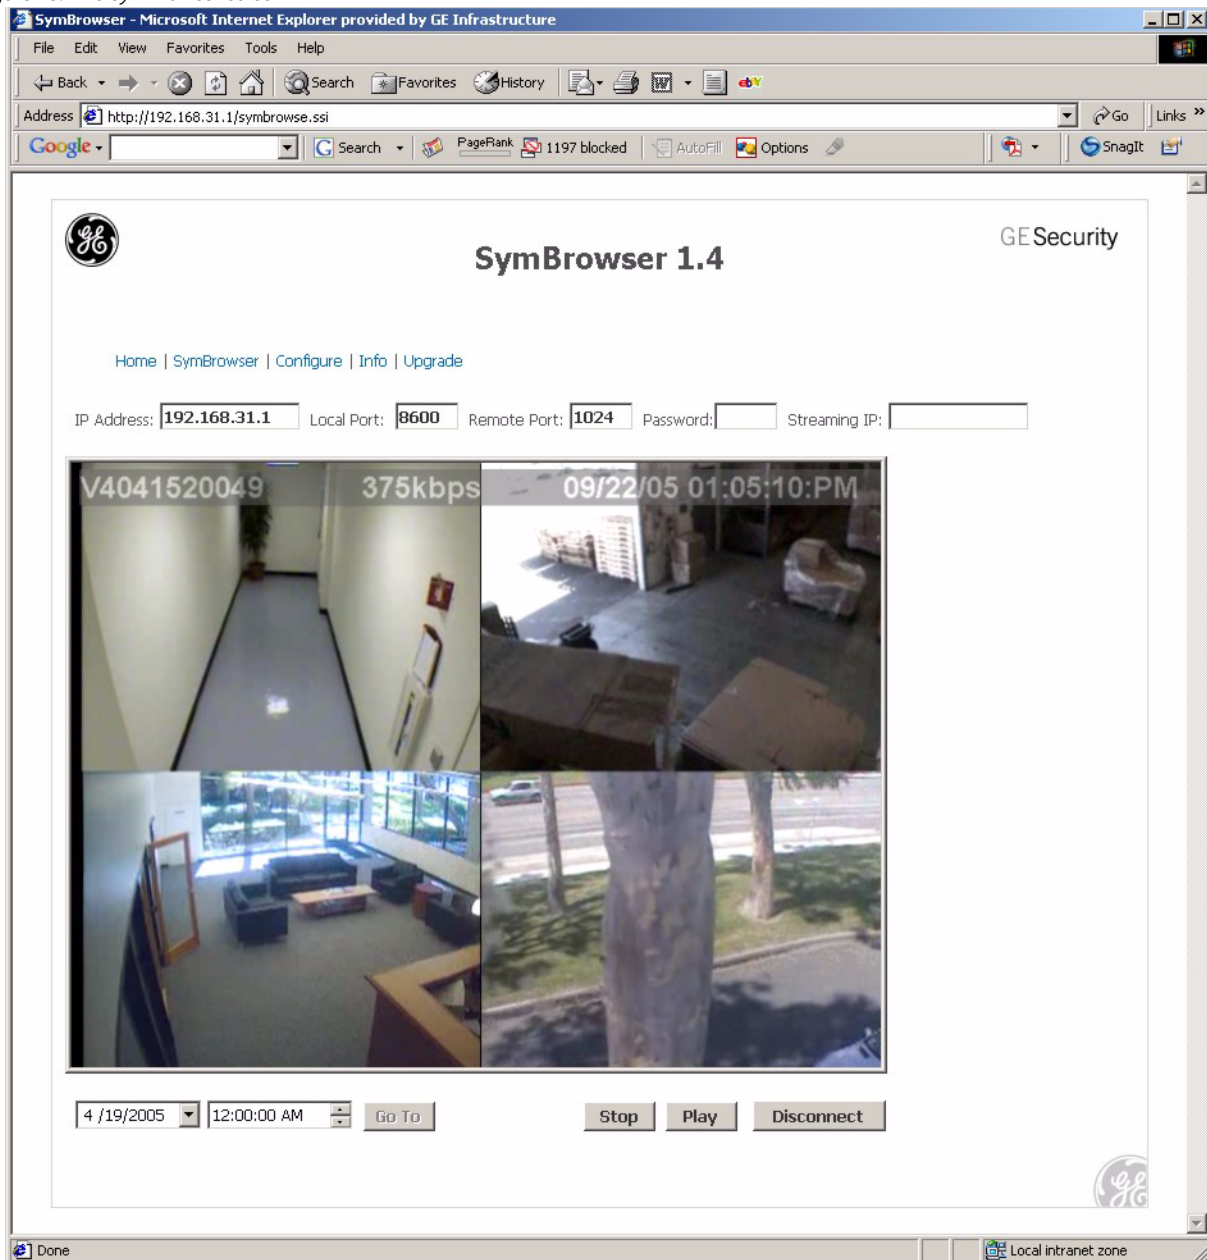 SymBrowser - Microsoft Internet Explorer provided by GE Infrastructure
File Edit View Favorites Tools Help
Back Search Favorites History
Address http://192.168.31.1/symbrowse.ssi Go Links »
Google Search PageRank 1197 blocked AutoFill Options SnagIt
GE GE Security
SymBrowser 1.4
Home | SymBrowser | Configure | Info | Upgrade
IP Address: 192.168.31.1 Local Port: 8600 Remote Port: 1024 Password: Streaming IP:
V4041520049 375kbps 09/22/05 01:05:10:PM
4 /19/2005 12:00:00 AM Go To Stop Play Disconnect
GE
Done Local intranet zone